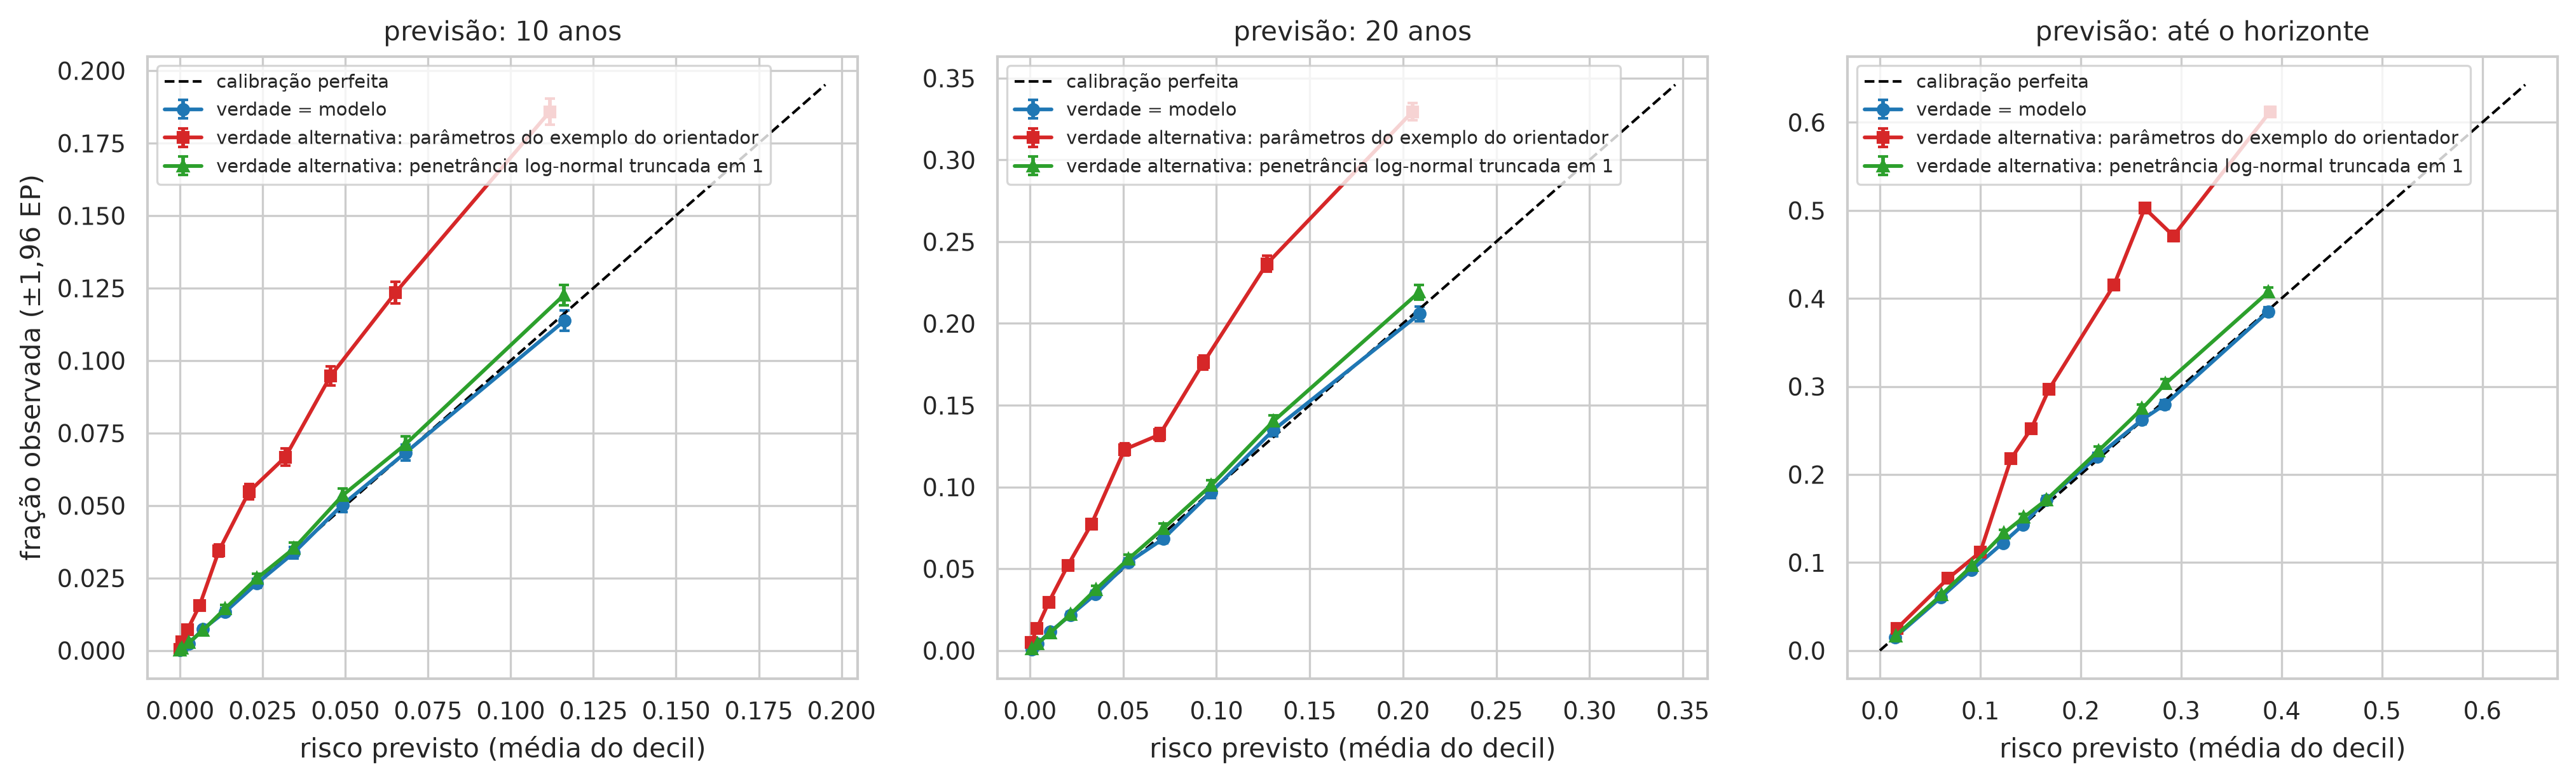 previsão: 10 anos
0.200
0.175
0.150
0.125
0.100
0.075
0.050
0.025
0.000
fração observada (±1,96 EP)
calibração perfeita
verdade = modelo
verdade alternativa: parâmetros do exemplo do orientador
verdade alternativa: penetrância log-normal truncada em 1
0.000 0.025 0.050 0.075 0.100 0.125 0.150 0.175 0.200
risco previsto (média do decil)
previsão: 20 anos
0.35
0.30
0.25
0.20
0.15
0.10
0.05
0.00
calibração perfeita
verdade = modelo
verdade alternativa: parâmetros do exemplo do orientador
verdade alternativa: penetrância log-normal truncada em 1
0.00 0.05 0.10 0.15 0.20 0.25 0.30 0.35
risco previsto (média do decil)
previsão: até o horizonte
0.6
0.5
0.4
0.3
0.2
0.1
0.0
calibração perfeita
verdade = modelo
verdade alternativa: parâmetros do exemplo do orientador
verdade alternativa: penetrância log-normal truncada em 1
0.0 0.1 0.2 0.3 0.4 0.5 0.6
risco previsto (média do decil)